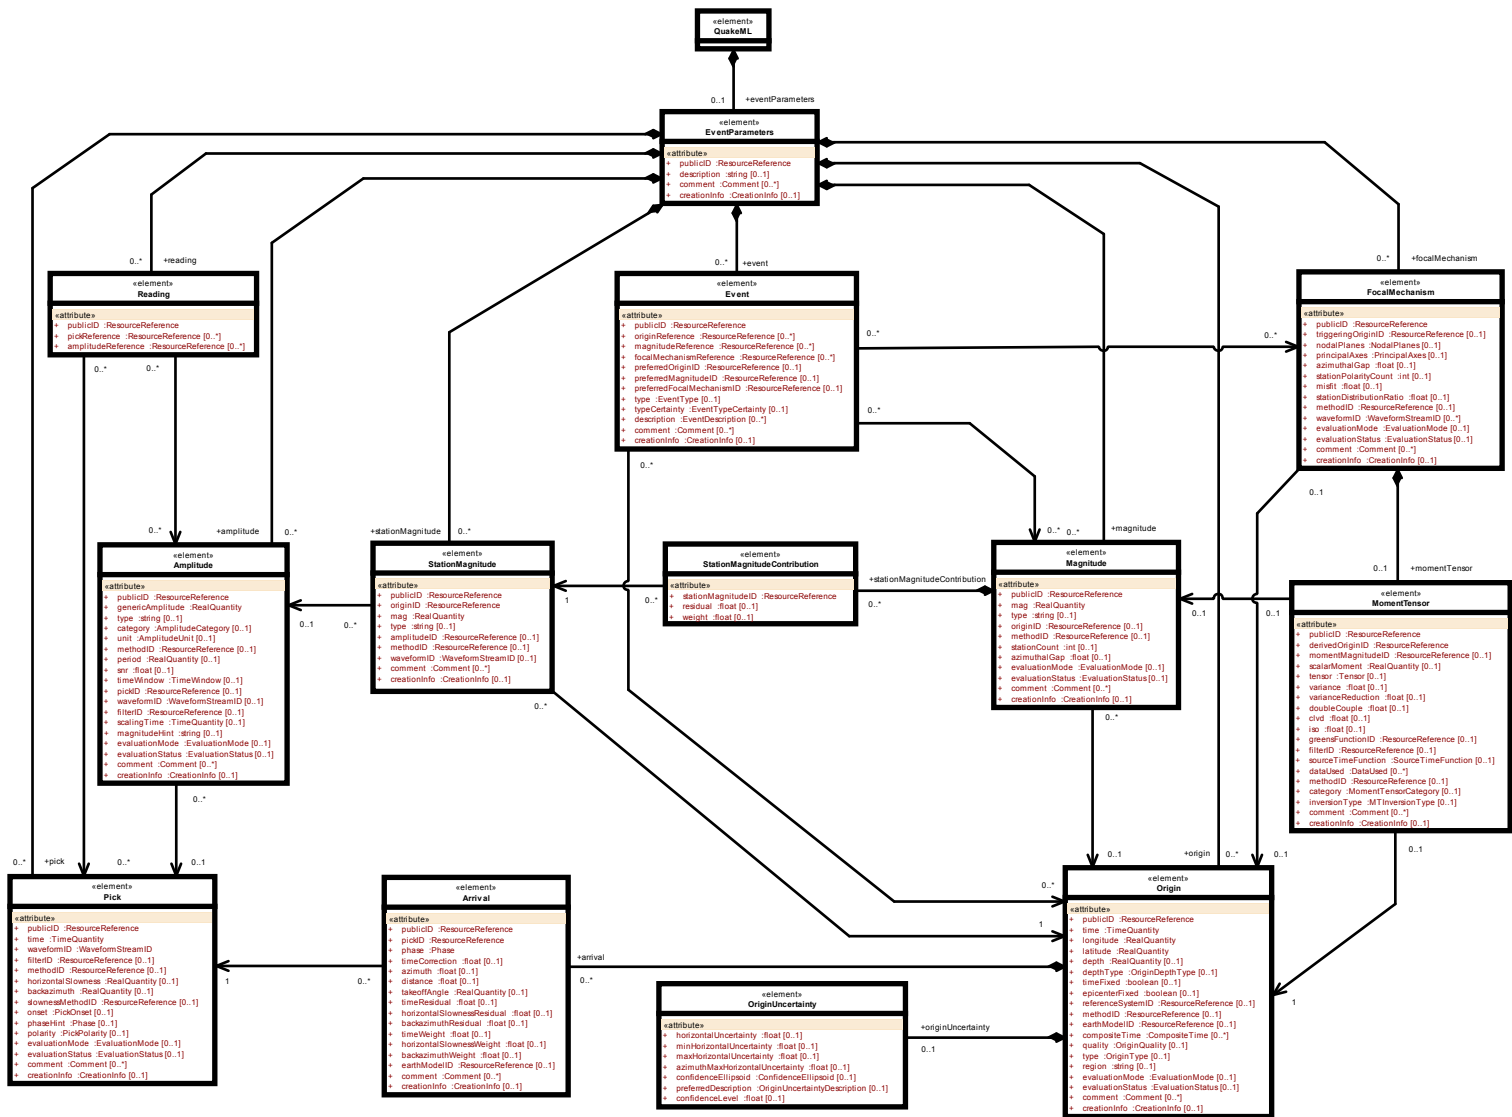 «element»
QuakeML
0..1 +eventParameters
«element»
EventParameters
«attribute»
+ publicID :ResourceReference
+ description :string [0..1]
+ comment :Comment [0..*]
+ creationInfo :CreationInfo [0..1]
0..* +reading
«element»
Reading
«attribute»
+ publicID :ResourceReference
+ pickReference :ResourceReference [0..*]
+ amplitudeReference :ResourceReference [0..*]
0..* 0..*
0..* +event
«element»
Event
«attribute»
+ publicID :ResourceReference
+ originReference :ResourceReference [0..*]
+ magnitudeReference :ResourceReference [0..*]
+ focalMechanismReference :ResourceReference [0..*]
+ preferredOriginID :ResourceReference [0..1]
+ preferredMagnitudeID :ResourceReference [0..1]
+ preferredFocalMechanismID :ResourceReference [0..1]
+ type :EventType [0..1]
+ typeCertainty :EventTypeCertainty [0..1]
+ description :EventDescription [0..*]
+ comment :Comment [0..*]
+ creationInfo :CreationInfo [0..1]
0..* 0..*
0..*
0..*
0..* +focalMechanism
«element»
FocalMechanism
«attribute»
+ publicID :ResourceReference
+ triggeringOriginID :ResourceReference [0..1]
+ nodalPlanes :NodalPlanes [0..1]
+ principalAxes :PrincipalAxes [0..1]
+ azimuthalGap :float [0..1]
+ stationPolarityCount :int [0..1]
+ misfit :float [0..1]
+ stationDistributionRatio :float [0..1]
+ methodID :ResourceReference [0..1]
+ waveformID :WaveformStreamID [0..*]
+ evaluationMode :EvaluationMode [0..1]
+ evaluationStatus :EvaluationStatus [0..1]
+ comment :Comment [0..*]
+ creationInfo :CreationInfo [0..1]
0..1
0..* +amplitude 0..*
«element»
Amplitude
«attribute»
+ publicID :ResourceReference
+ genericAmplitude :RealQuantity
+ type :string [0..1]
+ category :AmplitudeCategory [0..1]
+ unit :AmplitudeUnit [0..1]
+ methodID :ResourceReference [0..1]
+ period :RealQuantity [0..1]
+ snr :float [0..1]
+ timeWindow :TimeWindow [0..1]
+ pickID :ResourceReference [0..1]
+ waveformID :WaveformStreamID [0..1]
+ filterID :ResourceReference [0..1]
+ scalingTime :TimeQuantity [0..1]
+ magnitudeHint :string [0..1]
+ evaluationMode :EvaluationMode [0..1]
+ evaluationStatus :EvaluationStatus [0..1]
+ comment :Comment [0..*]
+ creationInfo :CreationInfo [0..1]
0..*
0..1 0..*
+stationMagnitude 0..*
«element»
StationMagnitude
«attribute»
+ publicID :ResourceReference
+ originID :ResourceReference
+ mag :RealQuantity
+ type :string [0..1]
+ amplitudeID :ResourceReference [0..1]
+ methodID :ResourceReference [0..1]
+ waveformID :WaveformStreamID [0..1]
+ comment :Comment [0..*]
+ creationInfo :CreationInfo [0..1]
0..*
1 0..*
«element»
StationMagnitudeContribution
«attribute»
+ stationMagnitudeID :ResourceReference
+ residual :float [0..1]
+ weight :float [0..1]
+stationMagnitudeContribution
0..*
0..* 0..* +magnitude
«element»
Magnitude
«attribute»
+ publicID :ResourceReference
+ mag :RealQuantity
+ type :string [0..1]
+ originID :ResourceReference [0..1]
+ methodID :ResourceReference [0..1]
+ stationCount :int [0..1]
+ azimuthalGap :float [0..1]
+ evaluationMode :EvaluationMode [0..1]
+ evaluationStatus :EvaluationStatus [0..1]
+ comment :Comment [0..*]
+ creationInfo :CreationInfo [0..1]
0..*
0..1 0..1
0..1 +momentTensor
«element»
MomentTensor
«attribute»
+ publicID :ResourceReference
+ derivedOriginID :ResourceReference
+ momentMagnitudeID :ResourceReference [0..1]
+ scalarMoment :RealQuantity [0..1]
+ tensor :Tensor [0..1]
+ variance :float [0..1]
+ varianceReduction :float [0..1]
+ doubleCouple :float [0..1]
+ clvd :float [0..1]
+ iso :float [0..1]
+ greensFunctionID :ResourceReference [0..1]
+ filterID :ResourceReference [0..1]
+ sourceTimeFunction :SourceTimeFunction [0..1]
+ dataUsed :DataUsed [0..*]
+ methodID :ResourceReference [0..1]
+ category :MomentTensorCategory [0..1]
+ inversionType :MTInversionType [0..1]
+ comment :Comment [0..*]
+ creationInfo :CreationInfo [0..1]
0..1
0..* +pick 0..* 0..1
«element»
Pick
«attribute»
+ publicID :ResourceReference
+ time :TimeQuantity
+ waveformID :WaveformStreamID
+ filterID :ResourceReference [0..1]
+ methodID :ResourceReference [0..1]
+ horizontalSlowness :RealQuantity [0..1]
+ backazimuth :RealQuantity [0..1]
+ slownessMethodID :ResourceReference [0..1]
+ onset :PickOnset [0..1]
+ phaseHint :Phase [0..1]
+ polarity :PickPolarity [0..1]
+ evaluationMode :EvaluationMode [0..1]
+ evaluationStatus :EvaluationStatus [0..1]
+ comment :Comment [0..*]
+ creationInfo :CreationInfo [0..1]
1 0..*
«element»
Arrival
«attribute»
+ publicID :ResourceReference
+ pickID :ResourceReference
+ phase :Phase
+ timeCorrection :float [0..1]
+ azimuth :float [0..1]
+ distance :float [0..1]
+ takeoffAngle :RealQuantity [0..1]
+ timeResidual :float [0..1]
+ horizontalSlownessResidual :float [0..1]
+ backazimuthResidual :float [0..1]
+ timeWeight :float [0..1]
+ horizontalSlownessWeight :float [0..1]
+ backazimuthWeight :float [0..1]
+ earthModelID :ResourceReference [0..1]
+ comment :Comment [0..*]
+ creationInfo :CreationInfo [0..1]
+arrival
0..*
«element»
OriginUncertainty
«attribute»
+ horizontalUncertainty :float [0..1]
+ minHorizontalUncertainty :float [0..1]
+ maxHorizontalUncertainty :float [0..1]
+ azimuthMaxHorizontalUncertainty :float [0..1]
+ confidenceEllipsoid :ConfidenceEllipsoid [0..1]
+ preferredDescription :OriginUncertaintyDescription [0..1]
+ confidenceLevel :float [0..1]
+originUncertainty
0..1
0..*
1
0..1 +origin 0..* 0..1
«element»
Origin
«attribute»
+ publicID :ResourceReference
+ time :TimeQuantity
+ longitude :RealQuantity
+ latitude :RealQuantity
+ depth :RealQuantity [0..1]
+ depthType :OriginDepthType [0..1]
+ timeFixed :boolean [0..1]
+ epicenterFixed :boolean [0..1]
+ referenceSystemID :ResourceReference [0..1]
+ methodID :ResourceReference [0..1]
+ earthModelID :ResourceReference [0..1]
+ compositeTime :CompositeTime [0..*]
+ quality :OriginQuality [0..1]
+ type :OriginType [0..1]
+ region :string [0..1]
+ evaluationMode :EvaluationMode [0..1]
+ evaluationStatus :EvaluationStatus [0..1]
+ comment :Comment [0..*]
+ creationInfo :CreationInfo [0..1]
1